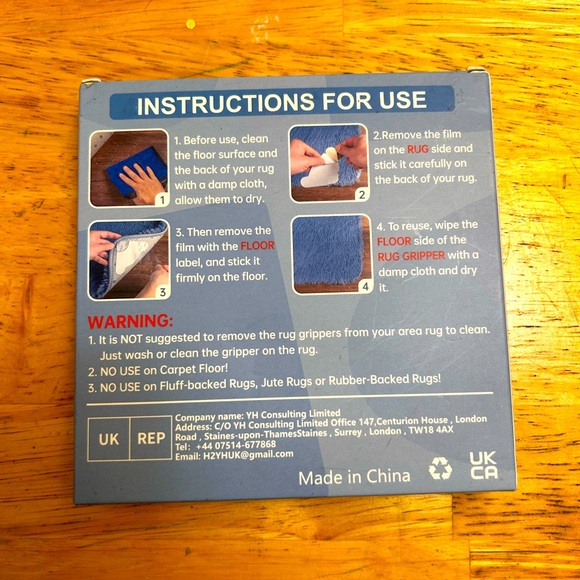 INSTRUCTIONS FOR USE
1. Before use, clean
the floor surface and
the back of your rug
with a damp cloth,
allow them to dry.
1
2.Remove the film
on the RUG side and
stick it carefully on
the back of your rug.
2
3. Then remove the
film with the FLOOR
label, and stick it
firmly on the floor.
3
4. To reuse, wipe the
FLOOR side of the
RUG GRIPPER with a
damp cloth and dry
it.
4
WARNING:
1. It is NOT suggested to remove the rug grippers from your area rug to clean.
Just wash or clean the gripper on the rug.
2. NO USE on Carpet Floor!
3. NO USE on Fluff-backed Rugs, Jute Rugs or Rubber-Backed Rugs!
UK REP
Company name: YH Consulting Limited
Address: C/O YH Consulting Limited Office 147,Centurion House , London
Road , Staines-upon-ThamesStaines , Surrey , London , TW18 4AX
Tel: +44 07514-677868
Email: H2YHUK@gmail.com
Made in China
UK
CA